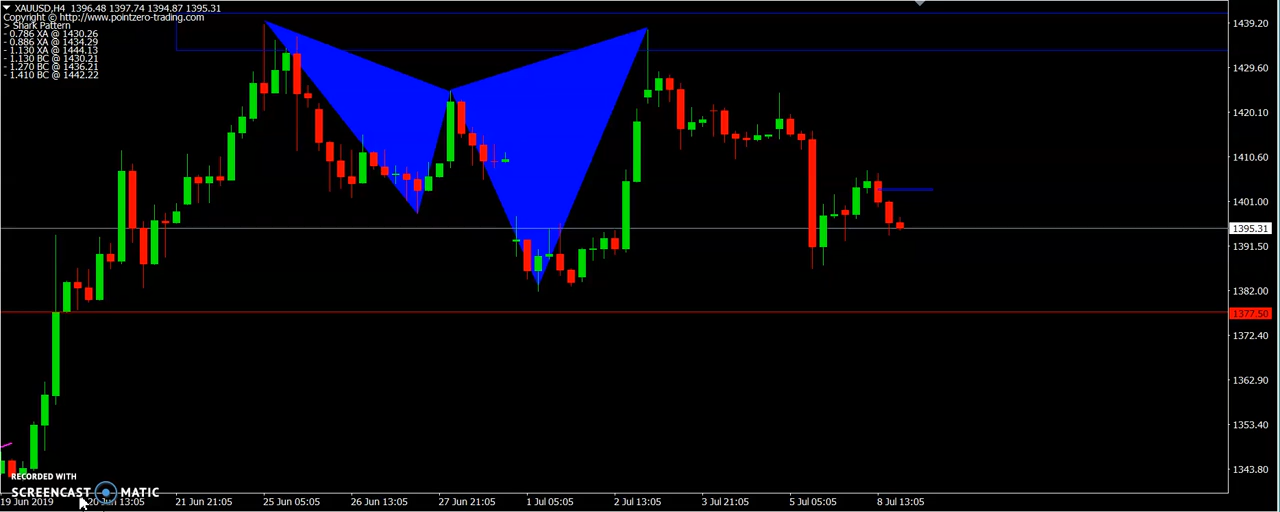 XAUUSD,H4 1396.48 1397.74 1394.87 1395.31
Copyright © http://www.pointzero-trading.com
> Shark Pattern
- 0.786 XA @ 1430.26
- 0.886 XA @ 1434.29
- 1.130 XA @ 1444.13
- 1.130 BC @ 1430.21
- 1.270 BC @ 1436.21
- 1.410 BC @ 1442.22
1439.20
1429.60
1420.10
1410.60
1401.00
1395.31
1391.50
1382.00
1377.50
1372.40
1362.90
1353.40
1343.80
RECORDED WITH
SCREENCAST MATIC
19 Jun 2019 20 Jun 13:05 21 Jun 21:05 25 Jun 05:05 26 Jun 13:05 27 Jun 21:05 1 Jul 05:05 2 Jul 13:05 3 Jul 21:05 5 Jul 05:05 8 Jul 13:05